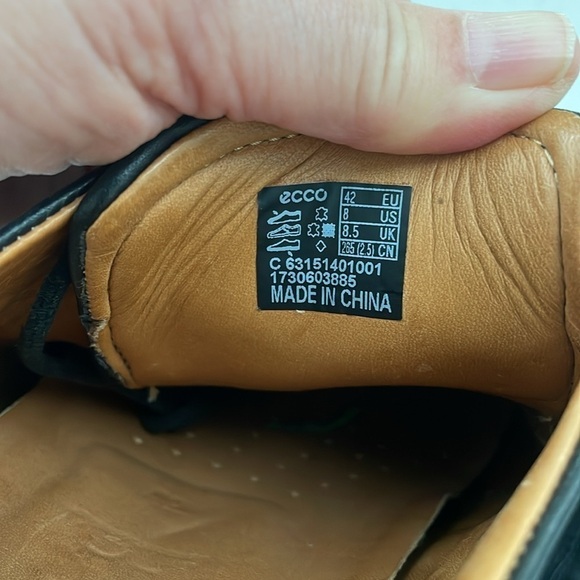 ecco
42 EU
8 US
8.5 UK
265 (2.5) CN
C 63151401001
1730603885
MADE IN CHINA